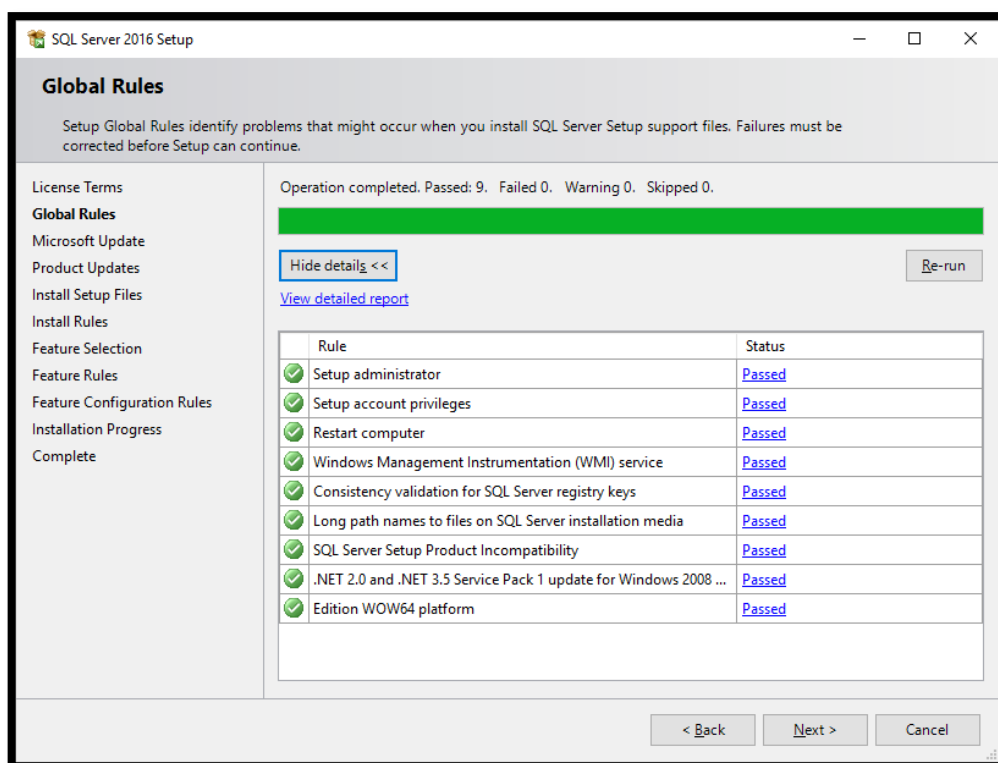 SQL Server 2016 Setup
Global Rules
Setup Global Rules identify problems that might occur when you install SQL Server Setup support files. Failures must be
corrected before Setup can continue.
License Terms
Global Rules
Microsoft Update
Product Updates
Install Setup Files
Install Rules
Feature Selection
Feature Rules
Feature Configuration Rules
Installation Progress
Complete
Operation completed. Passed: 9.   Failed 0.   Warning 0.   Skipped 0.
Hide details <<
Re-run
View detailed report
Rule Status
Setup administrator Passed
Setup account privileges Passed
Restart computer Passed
Windows Management Instrumentation (WMI) service Passed
Consistency validation for SQL Server registry keys Passed
Long path names to files on SQL Server installation media Passed
SQL Server Setup Product Incompatibility Passed
.NET 2.0 and .NET 3.5 Service Pack 1 update for Windows 2008 ... Passed
Edition WOW64 platform Passed
< Back Next > Cancel